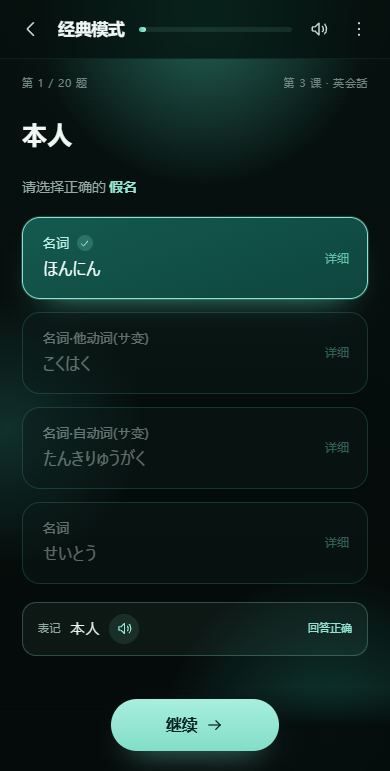 经典模式
第 1 / 20 题
第 3 课 · 英会話
本人
请选择正确的 假名
名词
ほんにん
详细
名词·他动词(サ变)
こくはく
详细
名词·自动词(サ变)
たんきりゅうがく
详细
名词
せいとう
详细
表记 本人
回答正确
继续 →